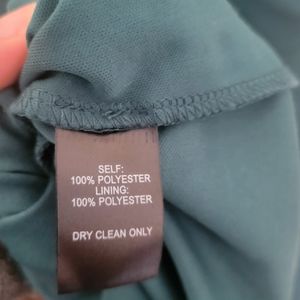 SELF:
100% POLYESTER
LINING:
100% POLYESTER
DRY CLEAN ONLY